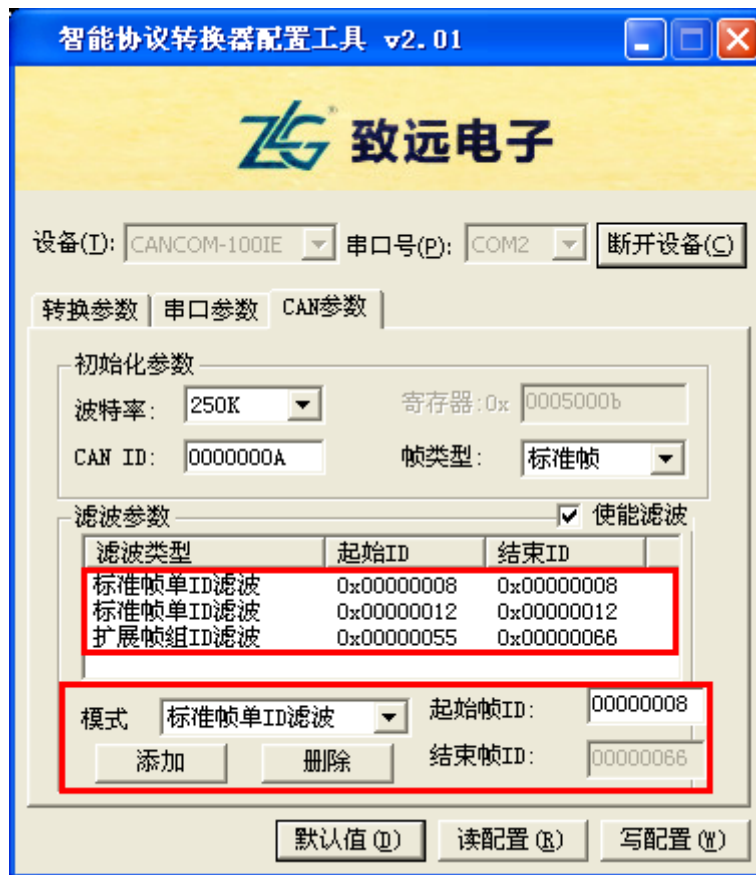 智能协议转换器配置工具 v2.01
ZLG 致远电子
设备(I): CANCOM-100IE 串口号(P): COM2 断开设备(C)
转换参数 串口参数 CAN参数
初始化参数
波特率: 250K 寄存器:0x 0005000b
CAN ID: 0000000A 帧类型: 标准帧
滤波参数 使能滤波
滤波类型 起始ID 结束ID
标准帧单ID滤波 0x00000008 0x00000008
标准帧单ID滤波 0x00000012 0x00000012
扩展帧组ID滤波 0x00000055 0x00000066
模式 标准帧单ID滤波 起始帧ID: 00000008
添加 删除 结束帧ID: 00000066
默认值(D) 读配置(R) 写配置(W)